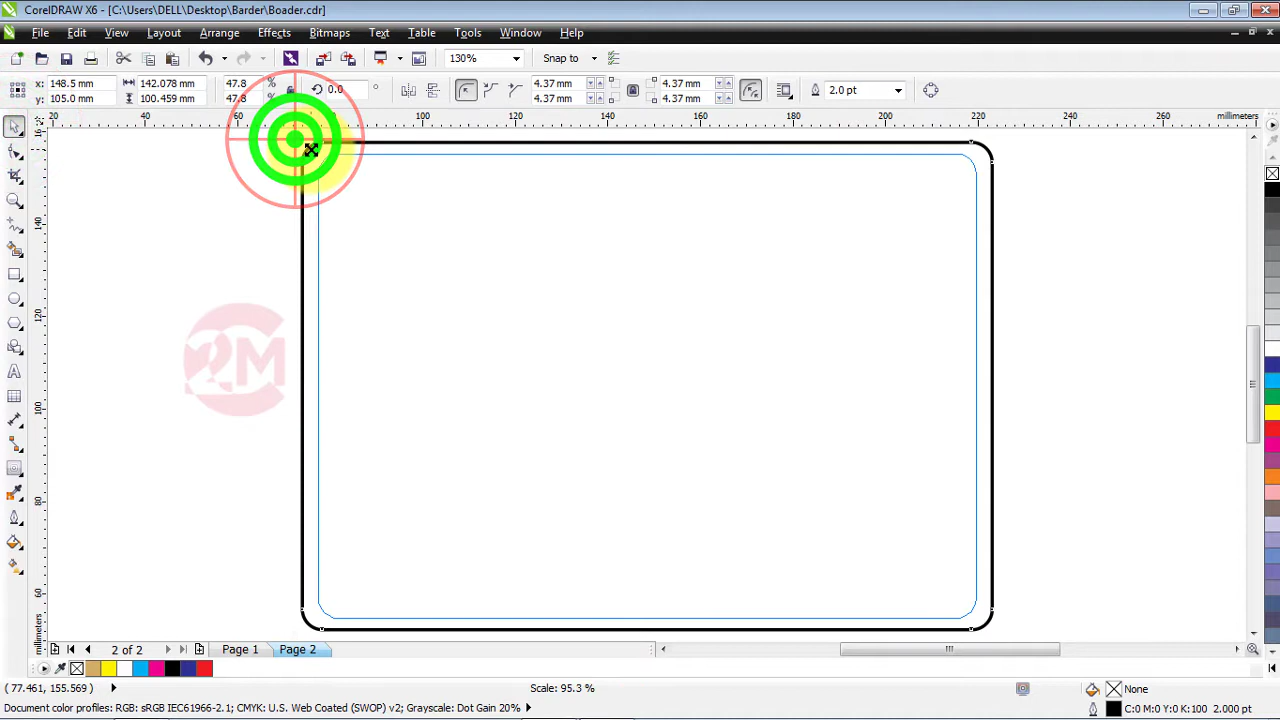 CorelDRAW X6 - [C:\Users\DELL\Desktop\Barder\Boader.cdr]
File Edit View Layout Arrange Effects Bitmaps Text Table Tools Window Help
130% Snap to
x: 148.5 mm 142.078 mm 47.8 % 0.0 ° 4.37 mm 4.37 mm 2.0 pt
y: 105.0 mm 100.459 mm 47.8 4.37 mm 4.37 mm
20 40 60 100 120 140 160 180 200 220 240 260 millimeters
140
120
2M
100
80
60
millimeters
2 of 2 Page 1 Page 2
(77.461, 155.569 ) Scale: 95.3 % None
Document color profiles: RGB: sRGB IEC61966-2.1; CMYK: U.S. Web Coated (SWOP) v2; Grayscale: Dot Gain 20% C:0 M:0 Y:0 K:100 2.000 pt